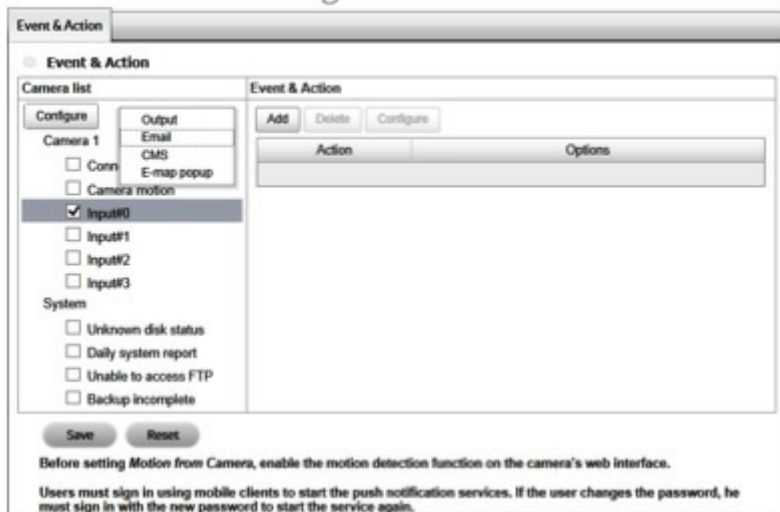 Event & Action
Event & Action
Camera list
Event & Action
Configure
Output
Email
CMS
E-map popup
Add
Delete
Configure
Action
Options
Camera 1
Conn
Camera motion
Input#0
Input#1
Input#2
Input#3
System
Unknown disk status
Daily system report
Unable to access FTP
Backup incomplete
Save
Reset
Before setting Motion from Camera, enable the motion detection function on the camera's web interface.
Users must sign in using mobile clients to start the push notification services. If the user changes the password, he
must sign in with the new password to start the service again.